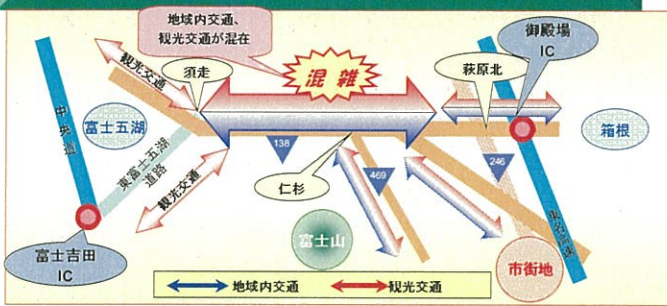 地域内交通、
観光交通が混在
御殿場
IC
観光交通
須走
混雑
萩原北
中央道
富士五湖
箱根
東富士五湖
道路
138
246
観光交通
仁杉
469
富士山
東名高速
富士吉田
IC
市街地
地域内交通
観光交通